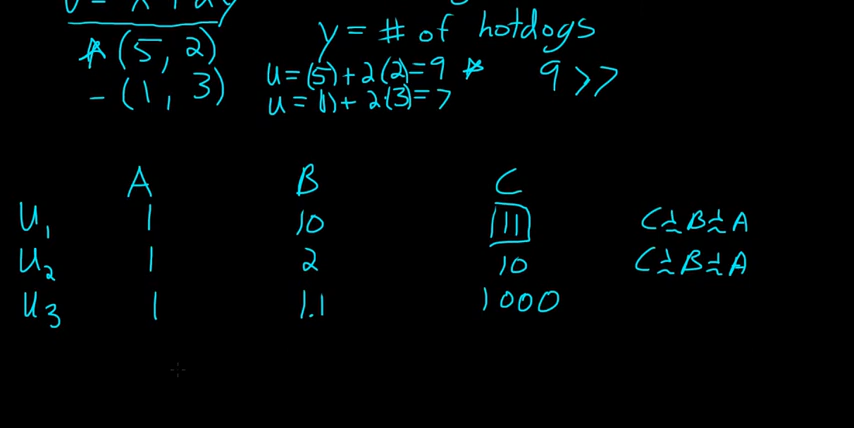 U = x + 2y
y = # of hotdogs
* (5, 2)
- (1, 3)
u = (5) + 2(2) = 9 *
u = (1) + 2(3) = 7
9 > 7
A B C
U₁ 1 10 11 C ≿ B ≿ A
U₂ 1 2 10 C ≿ B ≿ A
U₃ 1 1.1 1000